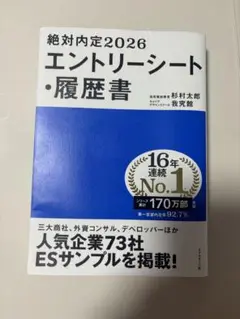 絶対内定2026
エントリーシート
・履歴書
杉村太郎
我究館
16年
連続
No.1
170万部
92.7%
三大商社、外資コンサル、デベロッパーほか
人気企業73社
ESサンプルを掲載!